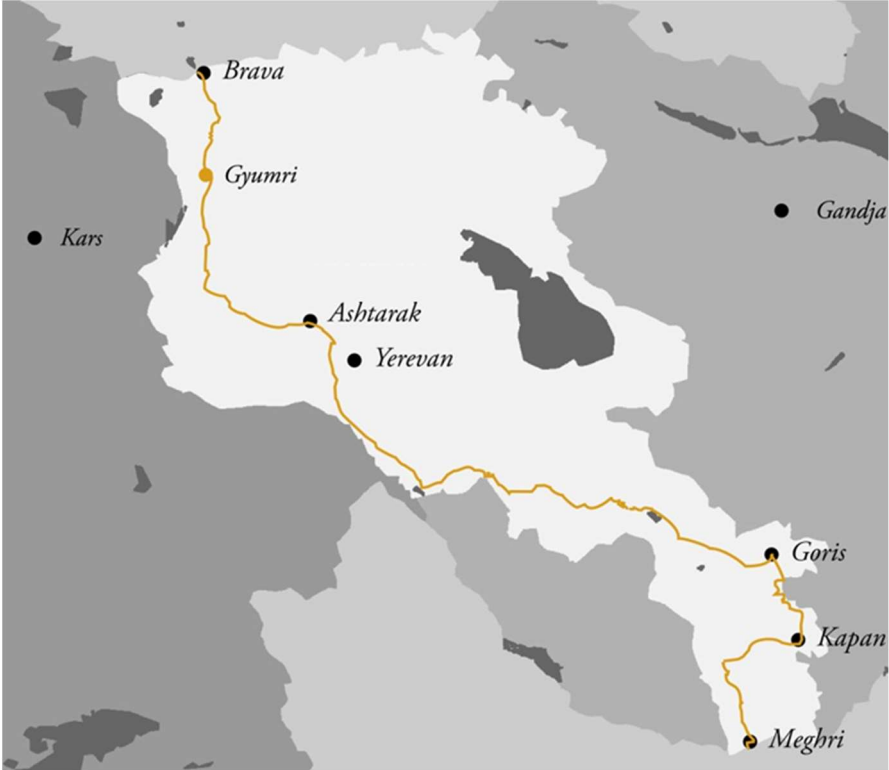 Brava
Gyumri
Gandja
Kars
Ashtarak
Yerevan
Goris
Kapan
Meghri